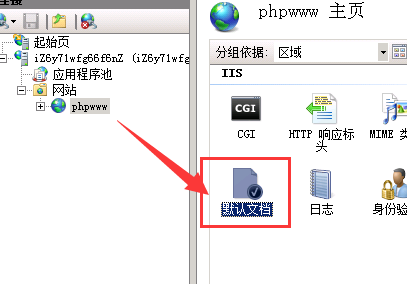 起始页
iZ6y71wfg66f6nZ (iZ6y71wfg
应用程序池
网站
phpwww
phpwww 主页
分组依据: 区域
IIS
CGI
CGI
HTTP 响应标
头
MIME 类
默认文档
日志
身份验